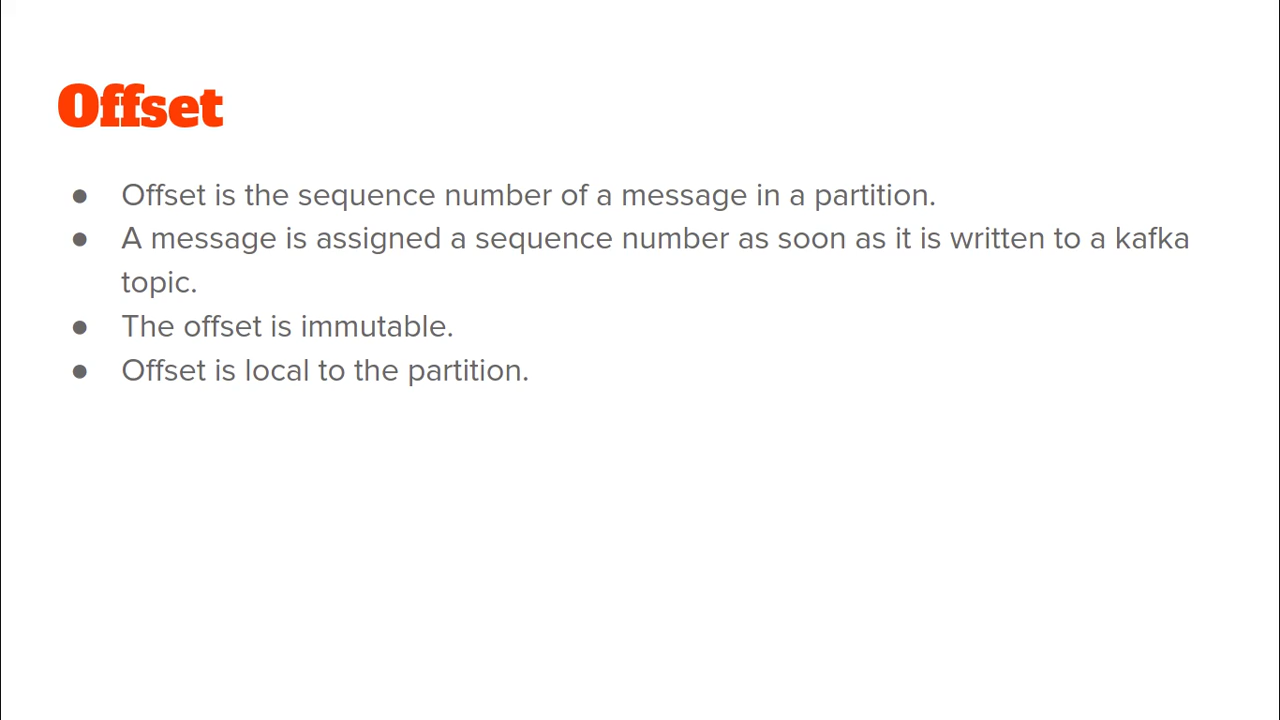 Offset
● Offset is the sequence number of a message in a partition.
● A message is assigned a sequence number as soon as it is written to a kafka
topic.
● The offset is immutable.
● Offset is local to the partition.